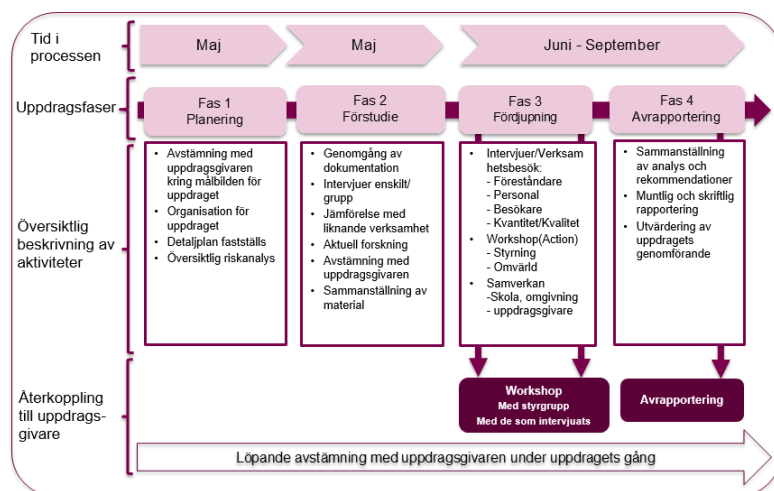 Tid i
processen
Maj
Maj
Juni - September
Uppdragsfaser
Fas 1
Planering
Fas 2
Förstudie
Fas 3
Fördjupning
Fas 4
Avrapportering
Översiktlig
beskrivning av
aktiviteter
• Avstämning med
uppdragsgivaren
kring målbilden för
uppdraget
• Organisation för
uppdraget
• Detaljplan fastställs
• Översiktlig riskanalys
• Genomgång av
dokumentation
• Intervjuer enskilt/
grupp
• Jämförelse med
liknande verksamhet
• Aktuell forskning
• Avstämning med
uppdragsgivaren
• Sammanställning av
material
• Intervjuer/Verksam
hetsbesök:
- Föreståndare
- Personal
- Besökare
- Kvantitet/Kvalitet
• Workshop(Action)
- Styrning
- Omvärld
• Samverkan
-Skola, omgivning
- uppdragsgivare
• Sammanställning
av analys och
rekommendationer
• Muntlig och skriftlig
rapportering
• Utvärdering av
uppdragets
genomförande
Återkoppling
till uppdrags-
givare
Workshop
Med styrgrupp
Med de som intervjuats
Avrapportering
Löpande avstämning med uppdragsgivaren under uppdragets gång